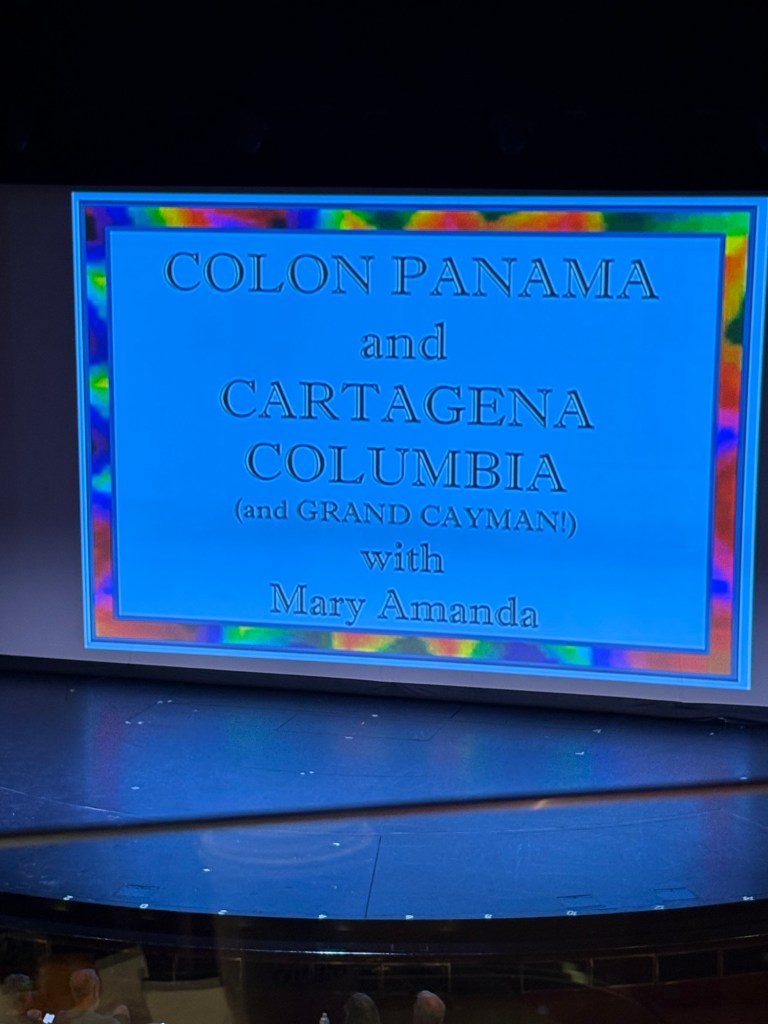 COLON PANAMA
and
CARTAGENA
COLUMBIA
(and GRAND CAYMAN!)
with
Mary Amanda